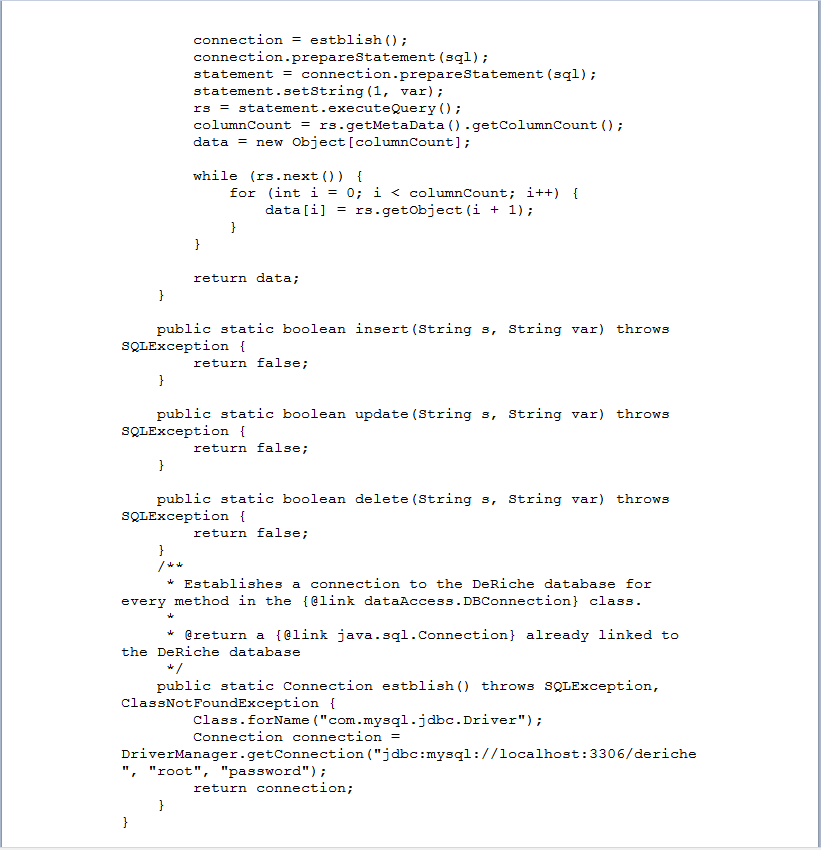 connection = estblish();
connection.prepareStatement(sql);
statement = connection.prepareStatement(sql);
statement.setString(1, var);
rs = statement.executeQuery();
columnCount = rs.getMetaData().getColumnCount();
data = new Object[columnCount];
while (rs.next()) {
for (int i = 0; i < columnCount; i++) {
data[i] = rs.getObject(i + 1);
}
}
return data;
}
public static boolean insert(String s, String var) throws
SQLException {
return false;
}
public static boolean update(String s, String var) throws
SQLException {
return false;
}
public static boolean delete(String s, String var) throws
SQLException {
return false;
}
/**
* Establishes a connection to the DeRiche database for
every method in the {@link dataAccess.DBConnection} class.
*
* @return a {@link java.sql.Connection} already linked to
the DeRiche database
*/
public static Connection estblish() throws SQLException,
ClassNotFoundException {
Class.forName("com.mysql.jdbc.Driver");
Connection connection =
DriverManager.getConnection("jdbc:mysql://localhost:3306/deriche
", "root", "password");
return connection;
}
}